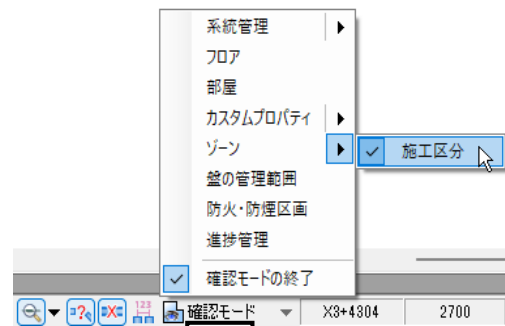 系統管理
フロア
部屋
カスタムプロパティ
ゾーン
施工区分
盤の管理範囲
防火・防煙区画
進捗管理
確認モードの終了
123
確認モード
X3+4304
2700